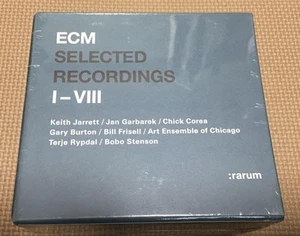 ECM
SELECTED
RECORDINGS
I – VIII
Keith Jarrett / Jan Garbarek / Chick Corea
Gary Burton / Bill Frisell / Art Ensemble of Chicago
Terje Rypdal / Bobo Stenson
:rarum